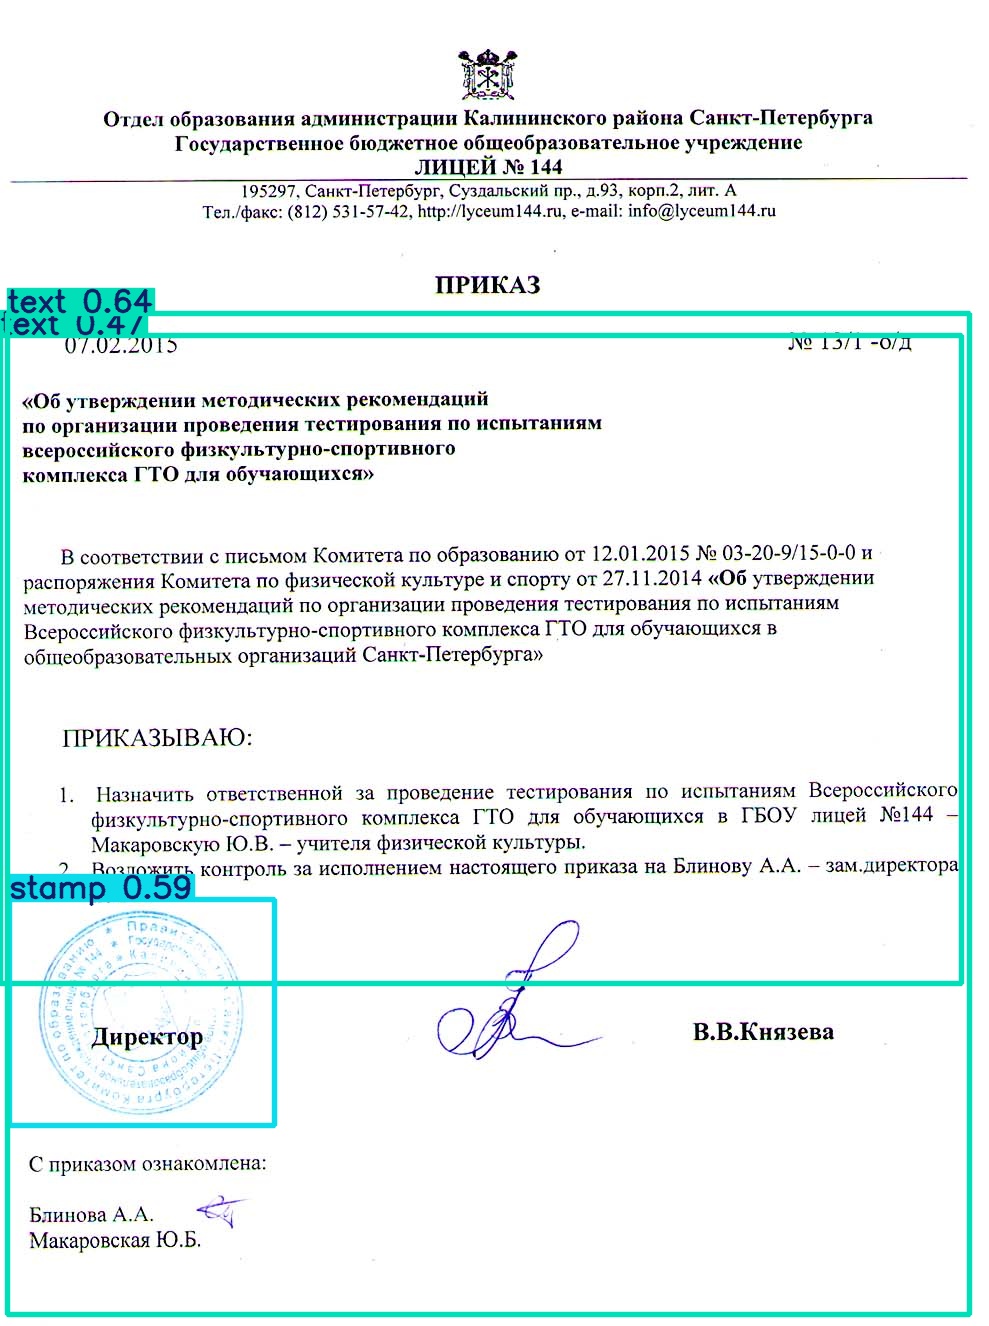 Отдел образования администрации Калининского района Санкт-Петербурга
Государственное бюджетное общеобразовательное учреждение
ЛИЦЕЙ № 144
195297, Санкт-Петербург, Суздальский пр., д.93, корп.2, лит. А
Тел./факс: (812) 531-57-42, http://lyceum144.ru, e-mail: info@lyceum144.ru
ПРИКАЗ
text 0.64
text 0.47
07.02.2015 № 13/1 -о/д
«Об утверждении методических рекомендаций
по организации проведения тестирования по испытаниям
всероссийского физкультурно-спортивного
комплекса ГТО для обучающихся»
В соответствии с письмом Комитета по образованию от 12.01.2015 № 03-20-9/15-0-0 и
распоряжения Комитета по физической культуре и спорту от 27.11.2014 «Об утверждении
методических рекомендаций по организации проведения тестирования по испытаниям
Всероссийского физкультурно-спортивного комплекса ГТО для обучающихся в
общеобразовательных организаций Санкт-Петербурга»
ПРИКАЗЫВАЮ:
1. Назначить ответственной за проведение тестирования по испытаниям Всероссийского
физкультурно-спортивного комплекса ГТО для обучающихся в ГБОУ лицей №144 –
Макаровскую Ю.В. – учителя физической культуры.
2. Возложить контроль за исполнением настоящего приказа на Блинову А.А. – зам.директора
stamp 0.59
Директор В.В.Князева
С приказом ознакомлена:
Блинова А.А.
Макаровская Ю.Б.